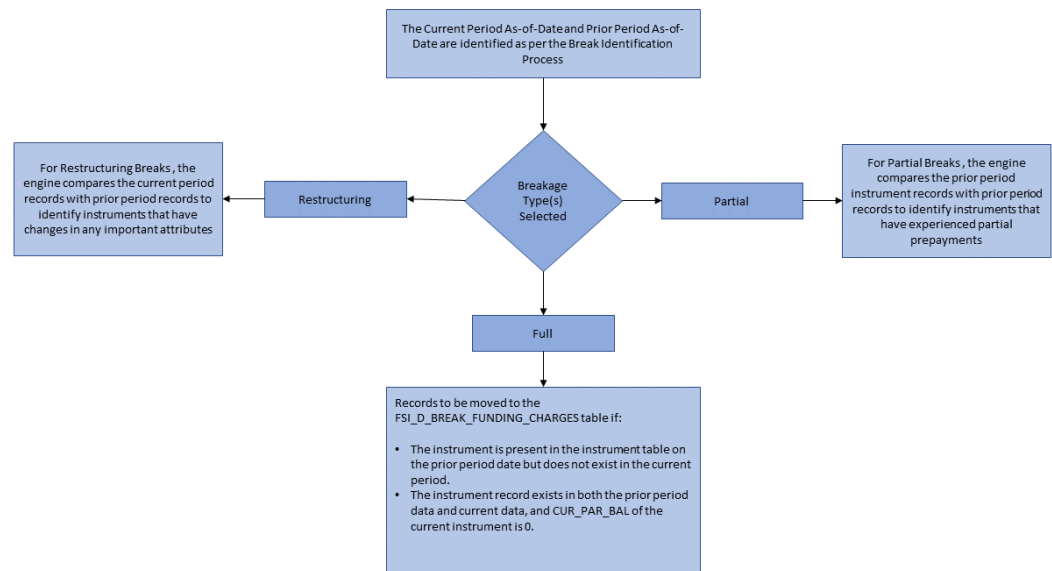 The Current Period As-of-Date and Prior Period As-of-
Date are identified as per the Break Identification
Process
For Restructuring Breaks , the
engine compares the current period
records with prior period records to
identify instruments that have
changes in any important attributes
Restructuring
Breakage
Type(s)
Selected
Partial
For Partial Breaks , the engine
compares the prior period
instrument records with prior period
records to identify instruments that
have experienced partial
prepayments
Full
Records to be moved to the
FSI_D_BREAK_FUNDING_CHARGES table if:
• The instrument is present in the instrument table on
the prior period date but does not exist in the current
period.
• The instrument record exists in both the prior period
data and current data, and CUR_PAR_BAL of the
current instrument is 0.